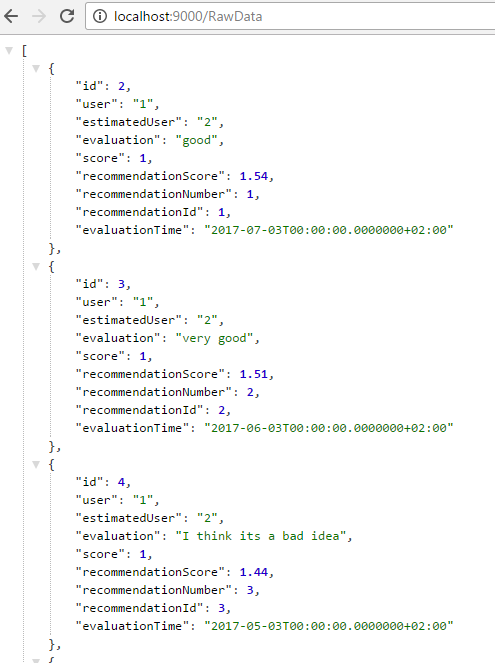 localhost:9000/RawData
[
{
"id": 2,
"user": "1",
"estimatedUser": "2",
"evaluation": "good",
"score": 1,
"recommendationScore": 1.54,
"recommendationNumber": 1,
"recommendationId": 1,
"evaluationTime": "2017-07-03T00:00:00.0000000+02:00"
},
{
"id": 3,
"user": "1",
"estimatedUser": "2",
"evaluation": "very good",
"score": 1,
"recommendationScore": 1.51,
"recommendationNumber": 2,
"recommendationId": 2,
"evaluationTime": "2017-06-03T00:00:00.0000000+02:00"
},
{
"id": 4,
"user": "1",
"estimatedUser": "2",
"evaluation": "I think its a bad idea",
"score": 1,
"recommendationScore": 1.44,
"recommendationNumber": 3,
"recommendationId": 3,
"evaluationTime": "2017-05-03T00:00:00.0000000+02:00"
},
{